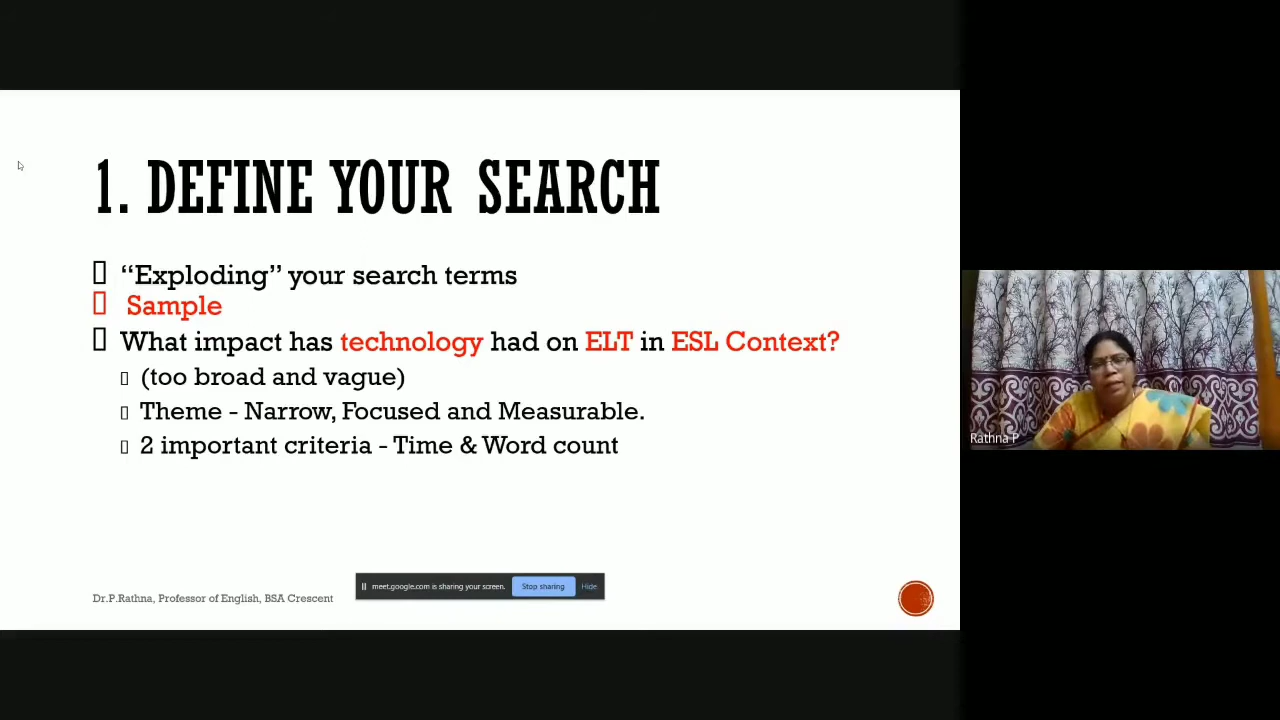 1. DEFINE YOUR SEARCH
“Exploding” your search terms
Sample
What impact has technology had on ELT in ESL Context?
(too broad and vague)
Theme - Narrow, Focused and Measurable.
2 important criteria - Time & Word count
Dr.P.Rathna, Professor of English, BSA Crescent
meet.google.com is sharing your screen. Stop sharing Hide
Rathna P